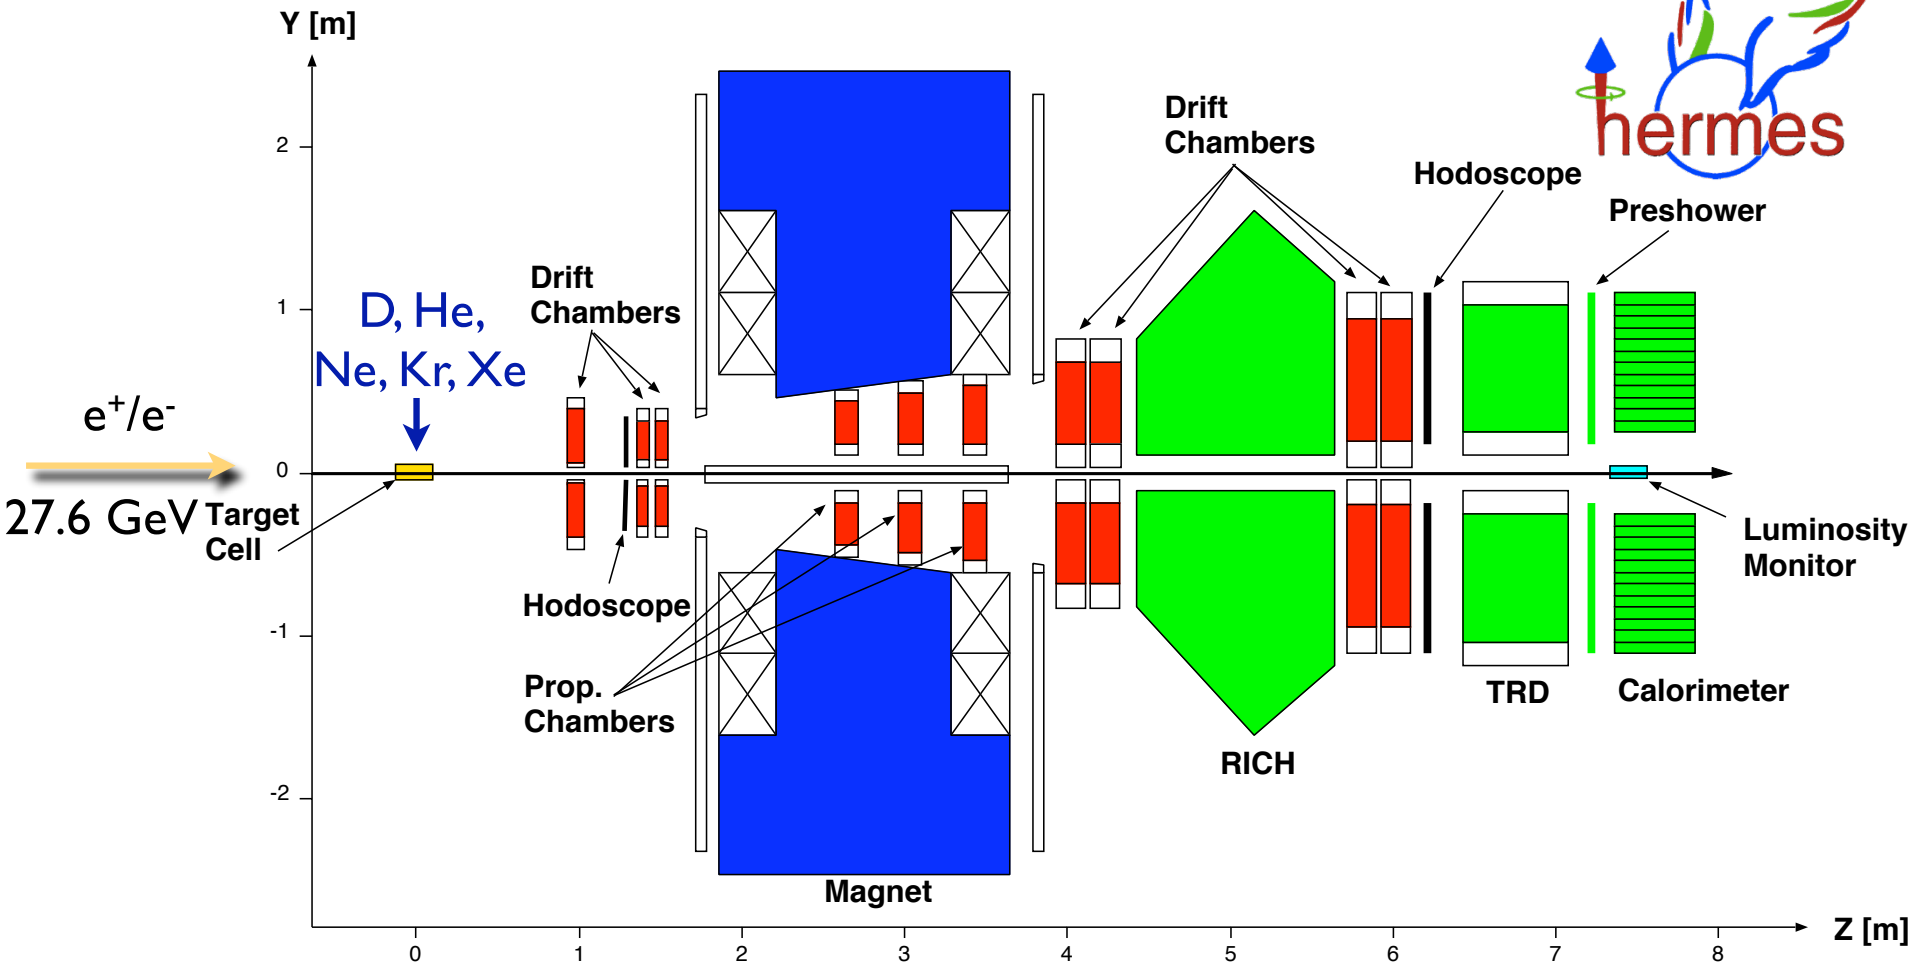 Y [m]
hermes
Drift
Chambers
Hodoscope
Preshower
2
Drift
Chambers
1
D, He,
Ne, Kr, Xe
e+/e-
0
27.6 GeV
Target
Cell
Luminosity
Monitor
Hodoscope
-1
Prop.
Chambers
TRD
Calorimeter
RICH
-2
Magnet
Z [m]
0 1 2 3 4 5 6 7 8